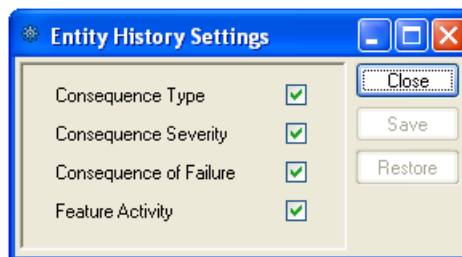 Entity History Settings
Consequence Type
Consequence Severity
Consequence of Failure
Feature Activity
Close
Save
Restore